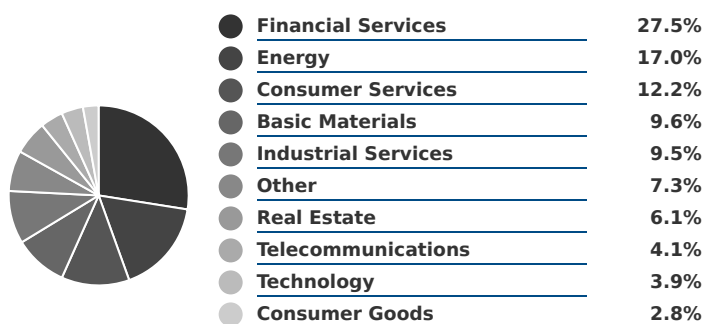 Financial Services 27.5%
Energy 17.0%
Consumer Services 12.2%
Basic Materials 9.6%
Industrial Services 9.5%
Other 7.3%
Real Estate 6.1%
Telecommunications 4.1%
Technology 3.9%
Consumer Goods 2.8%